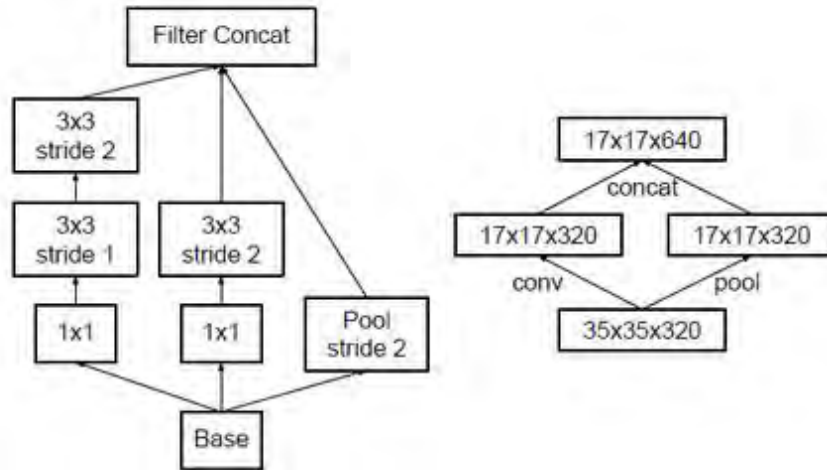 Filter Concat
3x3
stride 2
3x3
stride 1
3x3
stride 2
1x1
1x1
Pool
stride 2
Base
17x17x640
concat
17x17x320
17x17x320
conv
pool
35x35x320